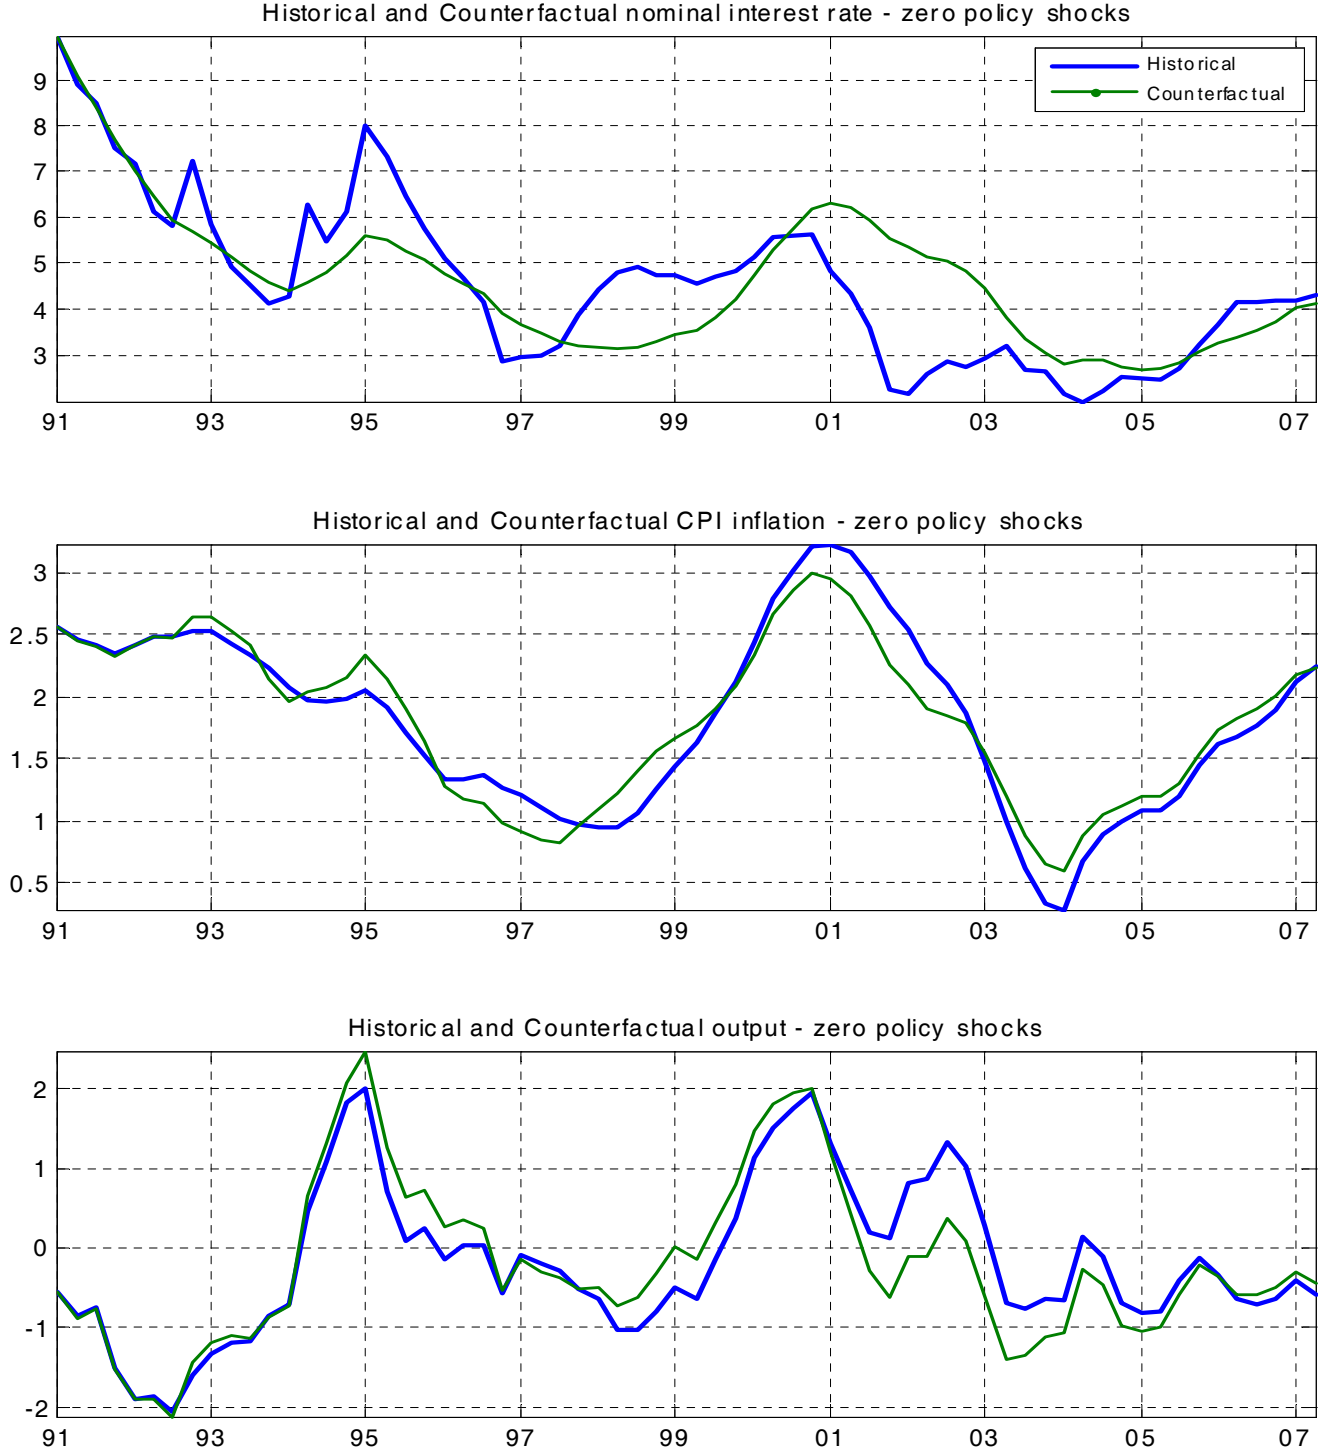 Historical and Counterfactual nominal interest rate - zero policy shocks
Historical
Counterfactual
9
8
7
6
5
4
3
91 93 95 97 99 01 03 05 07
Historical and Counterfactual CPI inflation - zero policy shocks
3
2.5
2
1.5
1
0.5
91 93 95 97 99 01 03 05 07
Historical and Counterfactual output - zero policy shocks
2
1
0
-1
-2
91 93 95 97 99 01 03 05 07